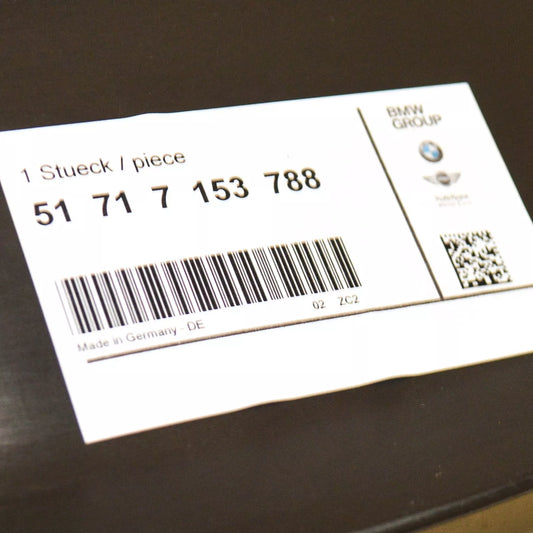 1 Stueck / piece
51 71 7 153 788
Made in Germany - DE
02 ZC2
BMW
GROUP